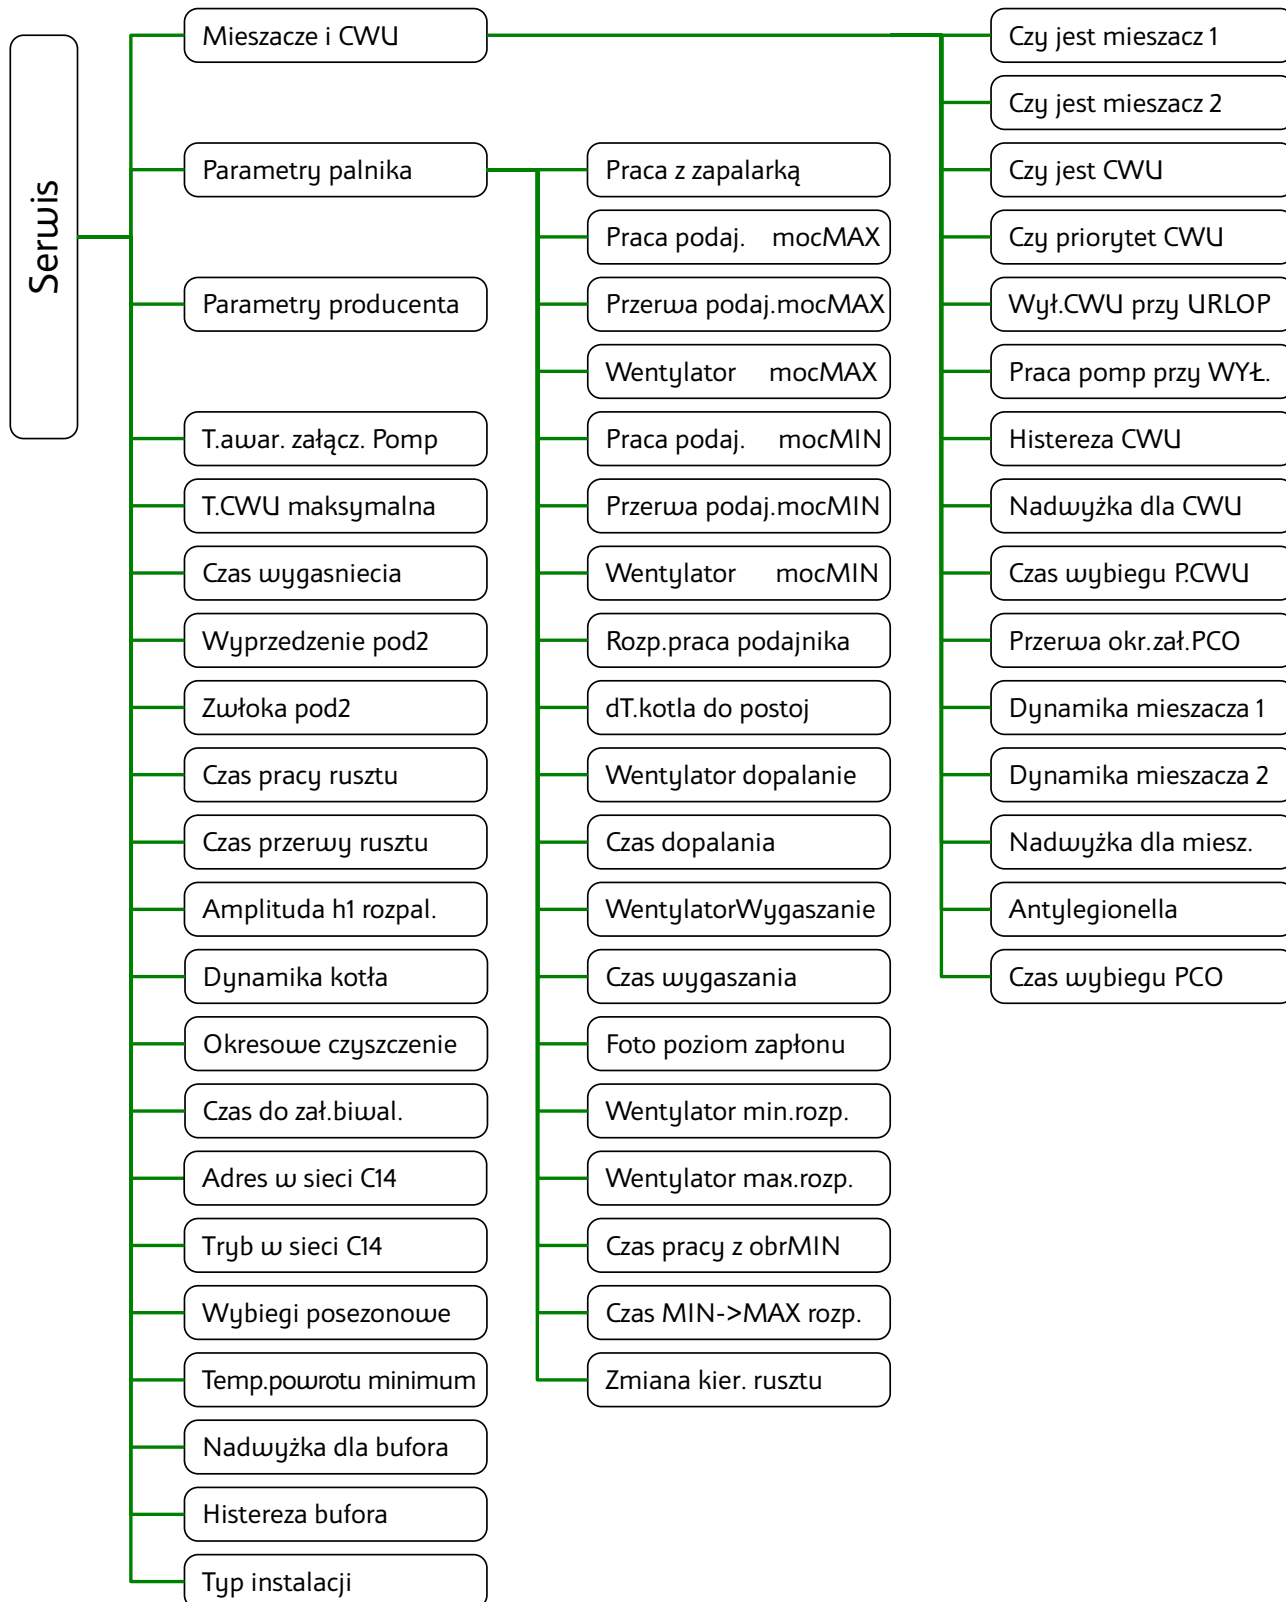 Serwis
Mieszacze i CWU
Parametry palnika
Parametry producenta
T.awar. załącz. Pomp
T.CWU maksymalna
Czas wygasniecia
Wyprzedzenie pod2
Zwłoka pod2
Czas pracy rusztu
Czas przerwy rusztu
Amplituda h1 rozpal.
Dynamika kotła
Okresowe czyszczenie
Czas do zał.biwal.
Adres w sieci C14
Tryb w sieci C14
Wybiegi posezonowe
Temp.powrotu minimum
Nadwyżka dla bufora
Histereza bufora
Typ instalacji
Praca z zapalarką
Praca podaj. mocMAX
Przerwa podaj.mocMAX
Wentylator mocMAX
Praca podaj. mocMIN
Przerwa podaj.mocMIN
Wentylator mocMIN
Rozp.praca podajnika
dT.kotla do postoj
Wentylator dopalanie
Czas dopalania
WentylatorWygaszanie
Czas wygaszania
Foto poziom zapłonu
Wentylator min.rozp.
Wentylator max.rozp.
Czas pracy z obrMIN
Czas MIN->MAX rozp.
Zmiana kier. rusztu
Czy jest mieszacz 1
Czy jest mieszacz 2
Czy jest CWU
Czy priorytet CWU
Wył.CWU przy URLOP
Praca pomp przy WYŁ.
Histereza CWU
Nadwyżka dla CWU
Czas wybiegu P.CWU
Przerwa okr.zał.PCO
Dynamika mieszacza 1
Dynamika mieszacza 2
Nadwyżka dla miesz.
Antylegionella
Czas wybiegu PCO